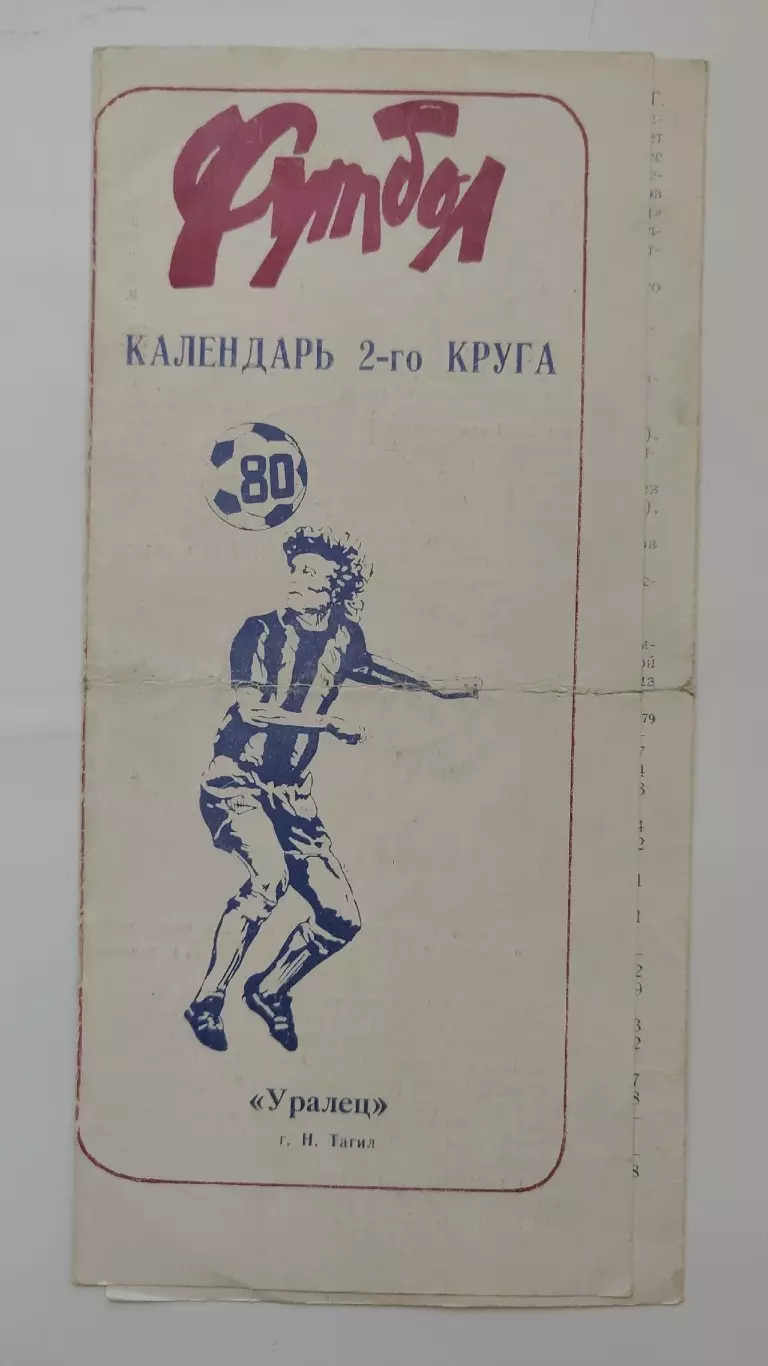 Футбол
КАЛЕНДАРЬ 2-го КРУГА
80
«Уралец»
г. Н. Тагил